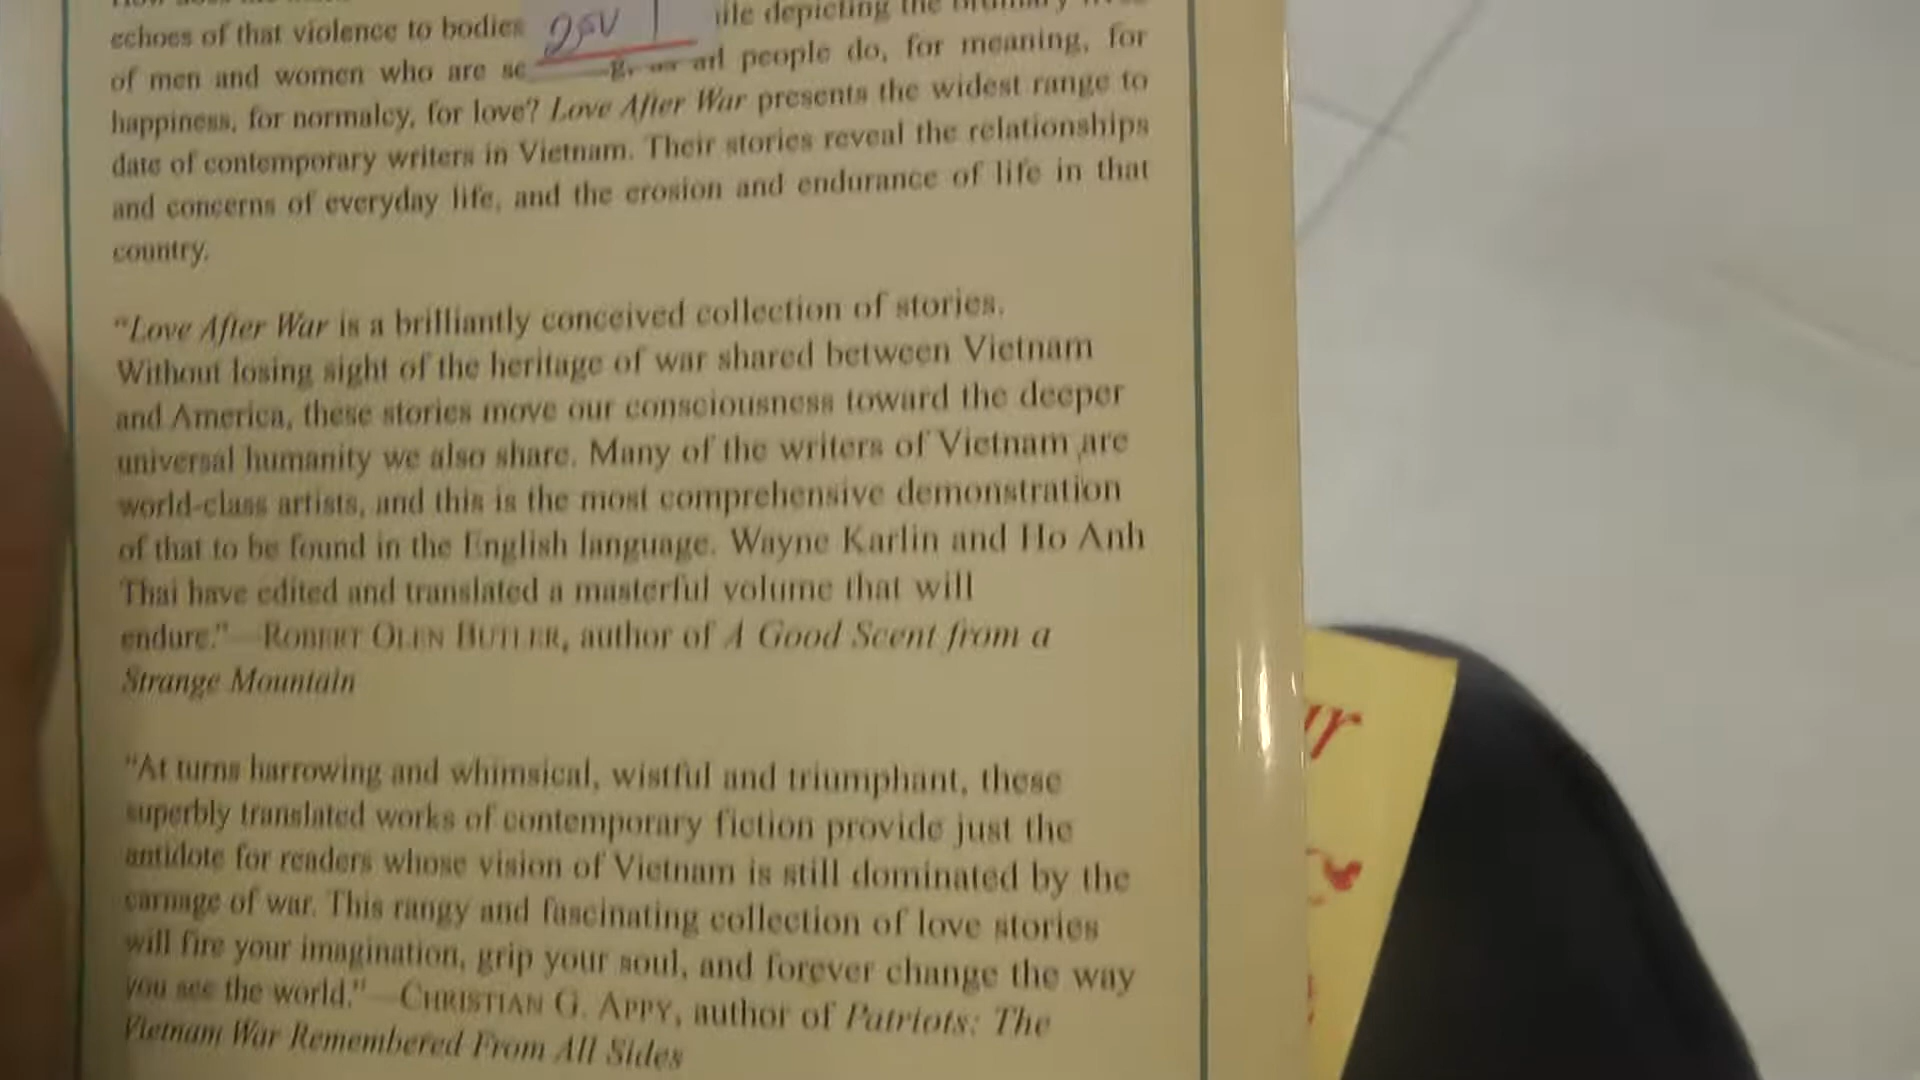 echoes of that violence to bodies
ile depicting the
of men and women who are se
all people do, for meaning, for
happiness, for normalcy, for love? Love After War presents the widest range to
date of contemporary writers in Vietnam. Their stories reveal the relationships
and concerns of everyday life, and the erosion and endurance of life in that
country.
“Love After War is a brilliantly conceived collection of stories.
Without losing sight of the heritage of war shared between Vietnam
and America, these stories move our consciousness toward the deeper
universal humanity we also share. Many of the writers of Vietnam are
world-class artists, and this is the most comprehensive demonstration
of that to be found in the English language. Wayne Karlin and Ho Anh
Thai have edited and translated a masterful volume that will
endure.”—ROBERT OLEN BUTLER, author of A Good Scent from a
Strange Mountain
“At turns harrowing and whimsical, wistful and triumphant, these
superbly translated works of contemporary fiction provide just the
antidote for readers whose vision of Vietnam is still dominated by the
carnage of war. This rangy and fascinating collection of love stories
will fire your imagination, grip your soul, and forever change the way
you see the world.”—CHRISTIAN G. APPY, author of Patriots: The
Vietnam War Remembered From All Sides